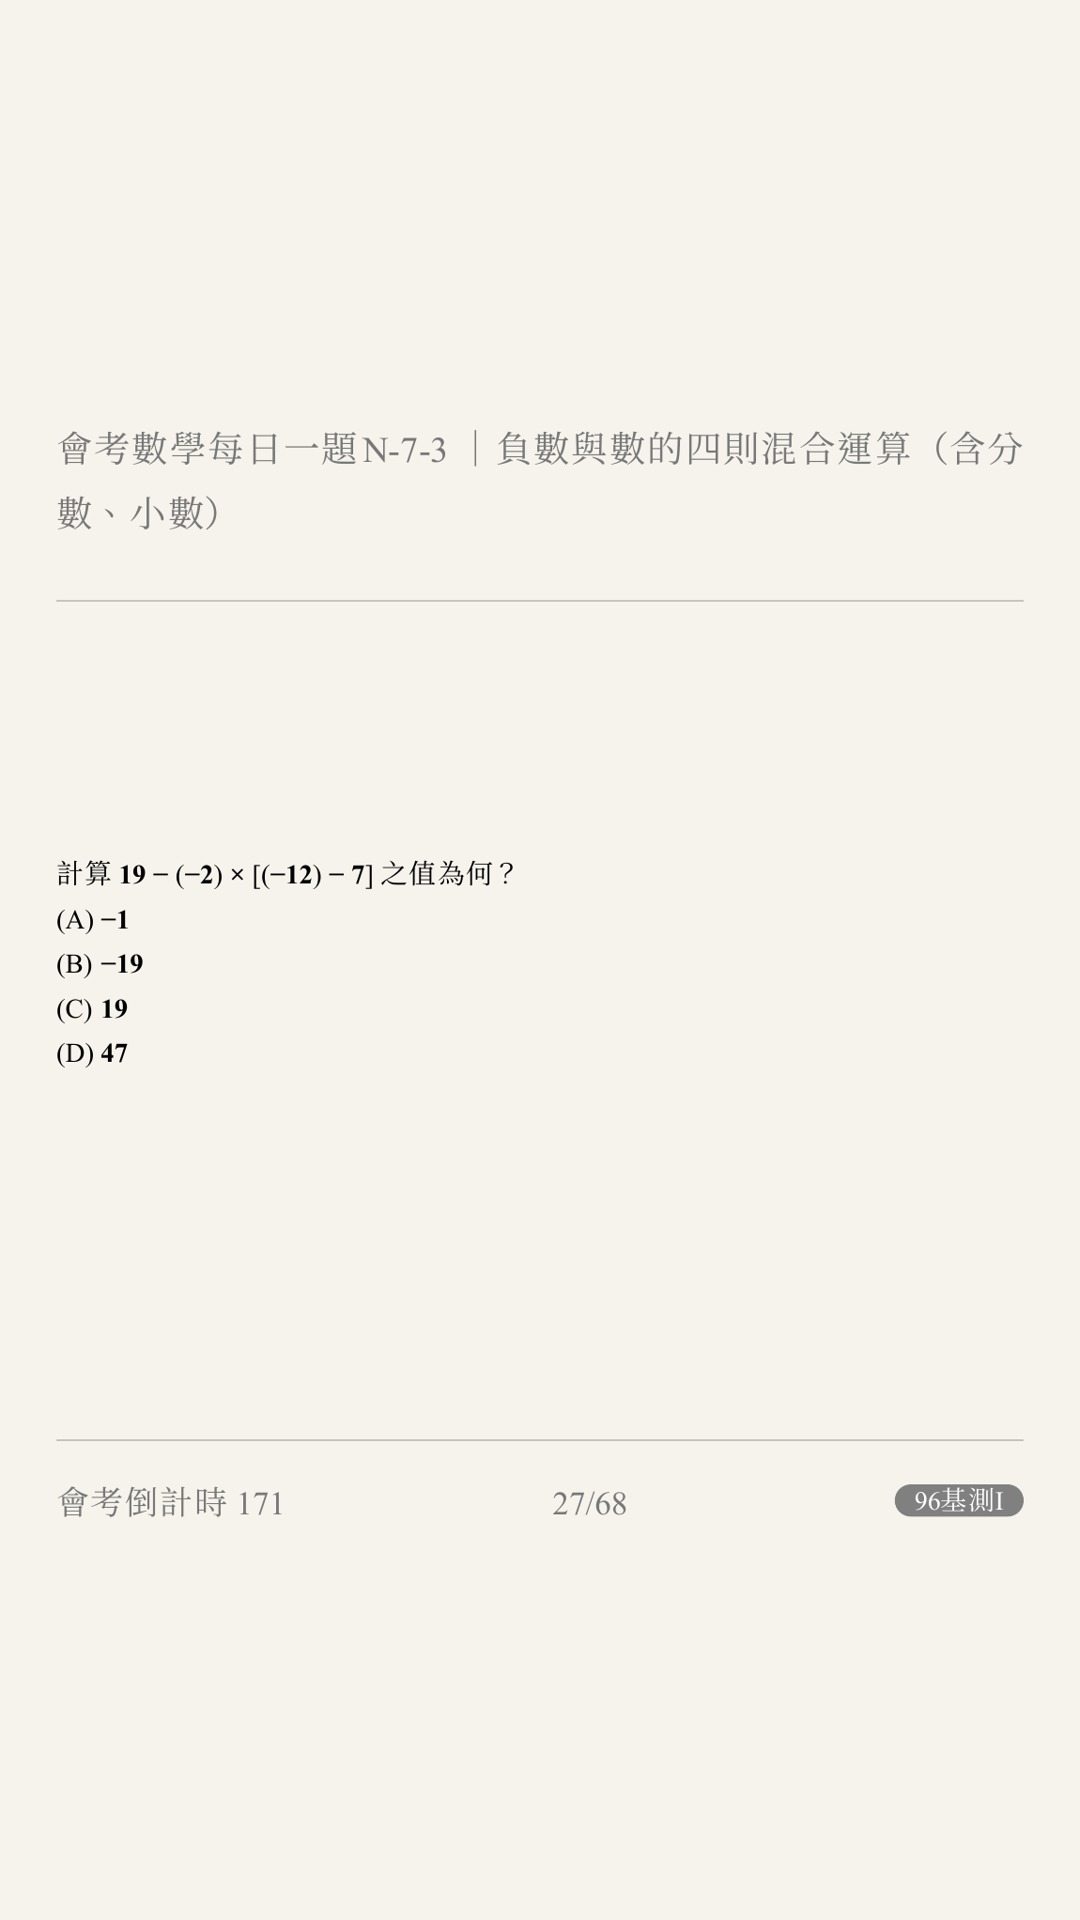 會考數學每日一題N-7-3｜負數與數的四則混合運算（含分
數、小數）
計算 19 − (−2) × [(−12) − 7] 之值為何？
(A) −1
(B) −19
(C) 19
(D) 47
會考倒計時 171
27/68
96基測I